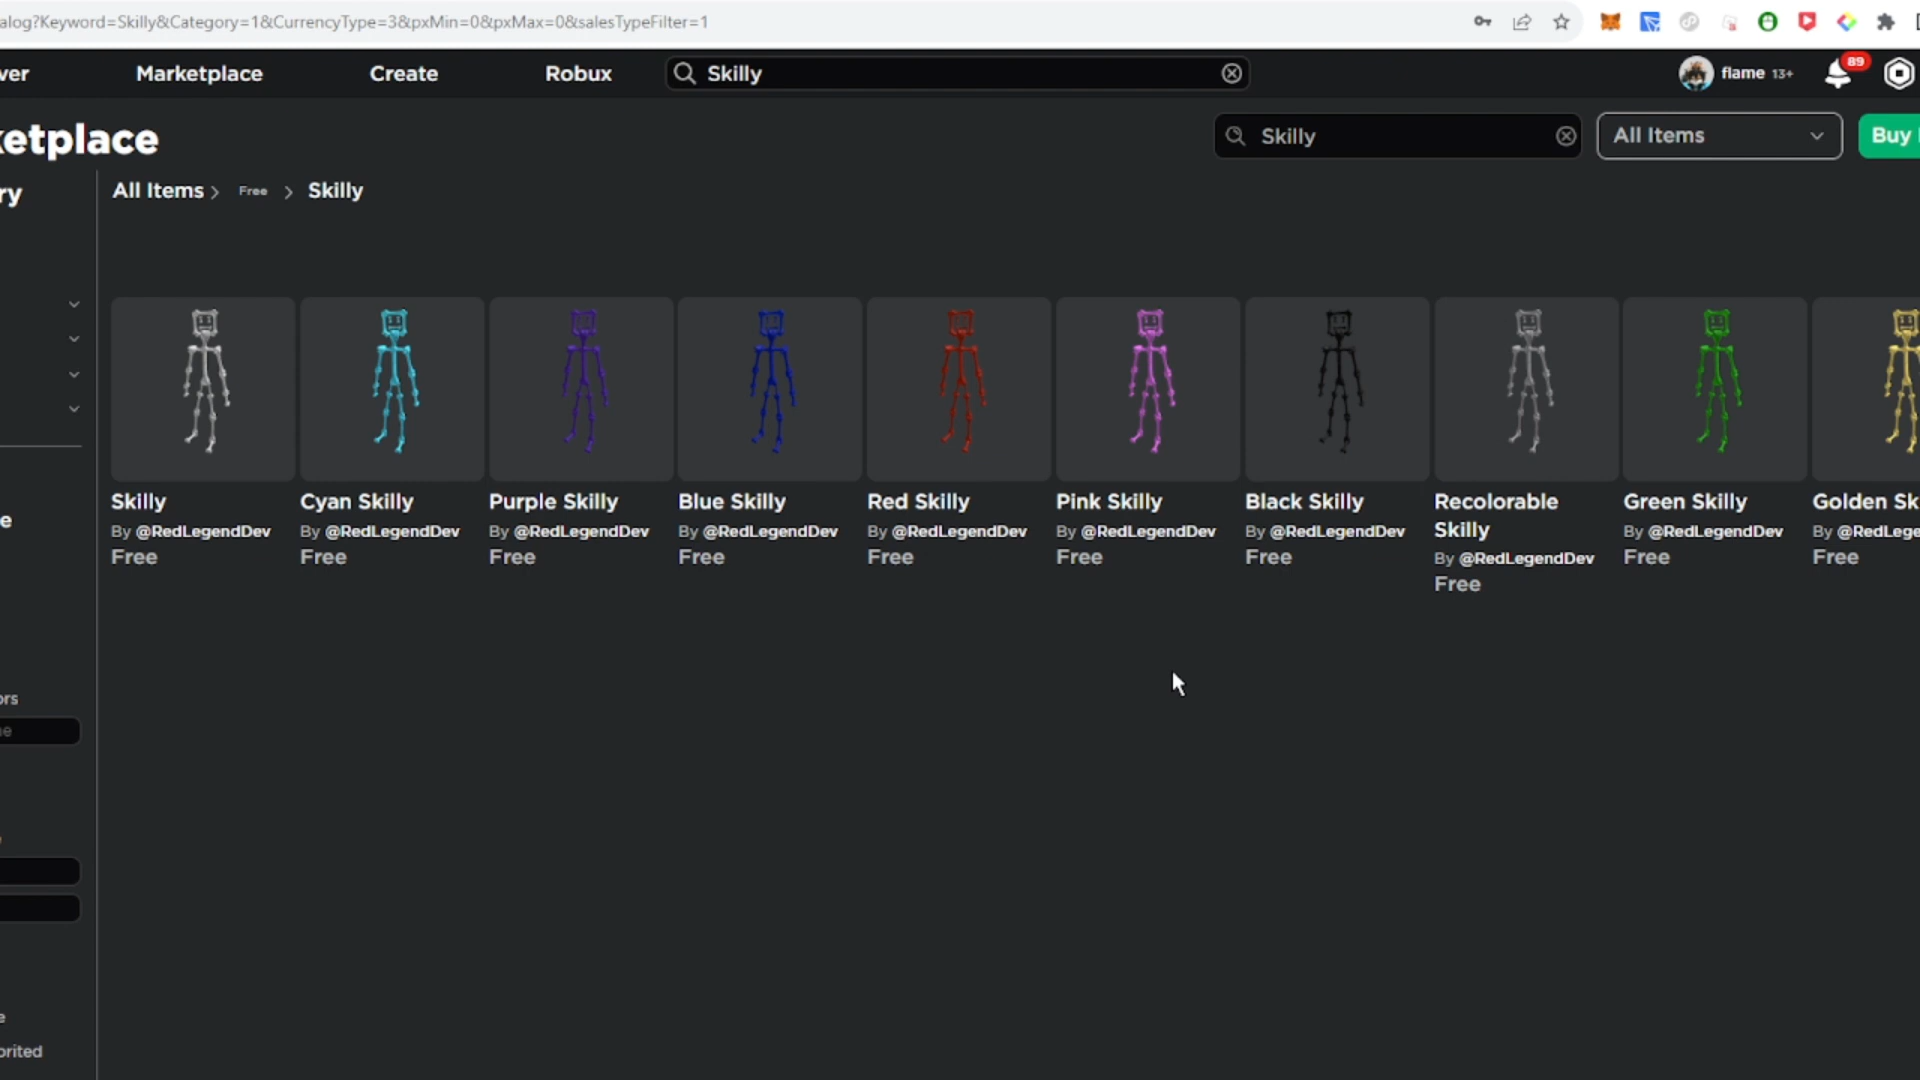 alog?Keyword=Skilly&Category=1&CurrencyType=3&pxMin=0&pxMax=0&salesTypeFilter=1
ver Marketplace Create Robux Skilly flame 13+ 89
ketplace Skilly All Items Buy
ry All Items > Free > Skilly
Skilly Cyan Skilly Purple Skilly Blue Skilly Red Skilly Pink Skilly Black Skilly Recolorable Green Skilly Golden Sk
By @RedLegendDev By @RedLegendDev By @RedLegendDev By @RedLegendDev By @RedLegendDev By @RedLegendDev By @RedLegendDev Skilly By @RedLegendDev By @RedLege
Free Free Free Free Free Free Free By @RedLegendDev Free Free
Free
e
ors
e
e
orited